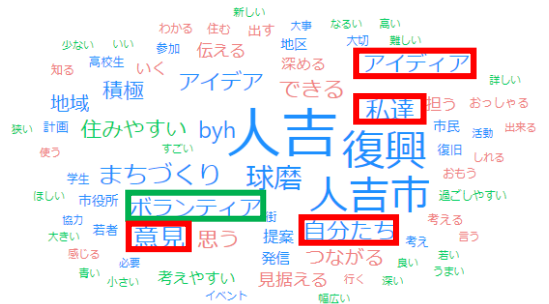 新しい
わかる 住む 出す 大事 なるい 高い
少ない いい 参加 伝える 地区 大切 難しい
知る 高校生 いく アイデア 深める アイディア 詳しい
地域 積極 できる 私達 担う おっしゃる
狭い 計画 住みやすい byh 人吉 復興 市民 活動 出来る
使う すごい 復旧 しれる
学生 まちづくり 球磨 人吉市 おもう
ほしい 市役所 ボランティア 街 過ごしやすい
協力 若者 意見 思う 提案 自分たち 考え 考える 言う
大きい 感じる 必要 発信 つながる 良い 若い
青い 小さい 考えやすい 見据える 行く 深い うまい
イベント 幅広い